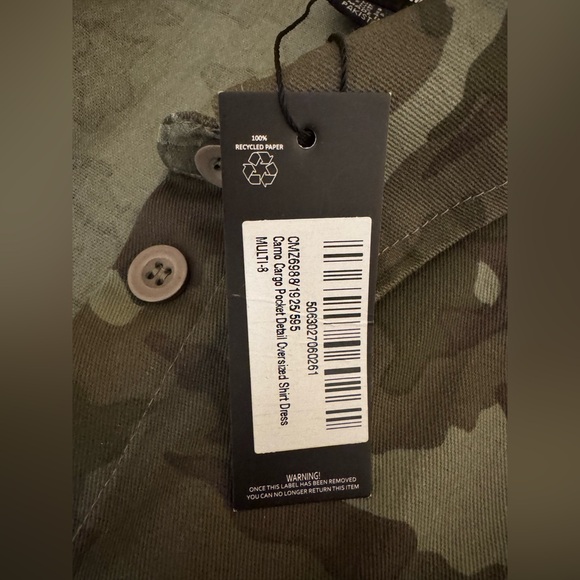 100%
RECYCLED PAPER
CMZ6988/1925/595
Camo Cargo Pocket Detail Oversized Shirt Dress
MULTI-8
5063027060261
WARNING!
ONCE THIS LABEL HAS BEEN REMOVED
YOU CAN NO LONGER RETURN THIS ITEM